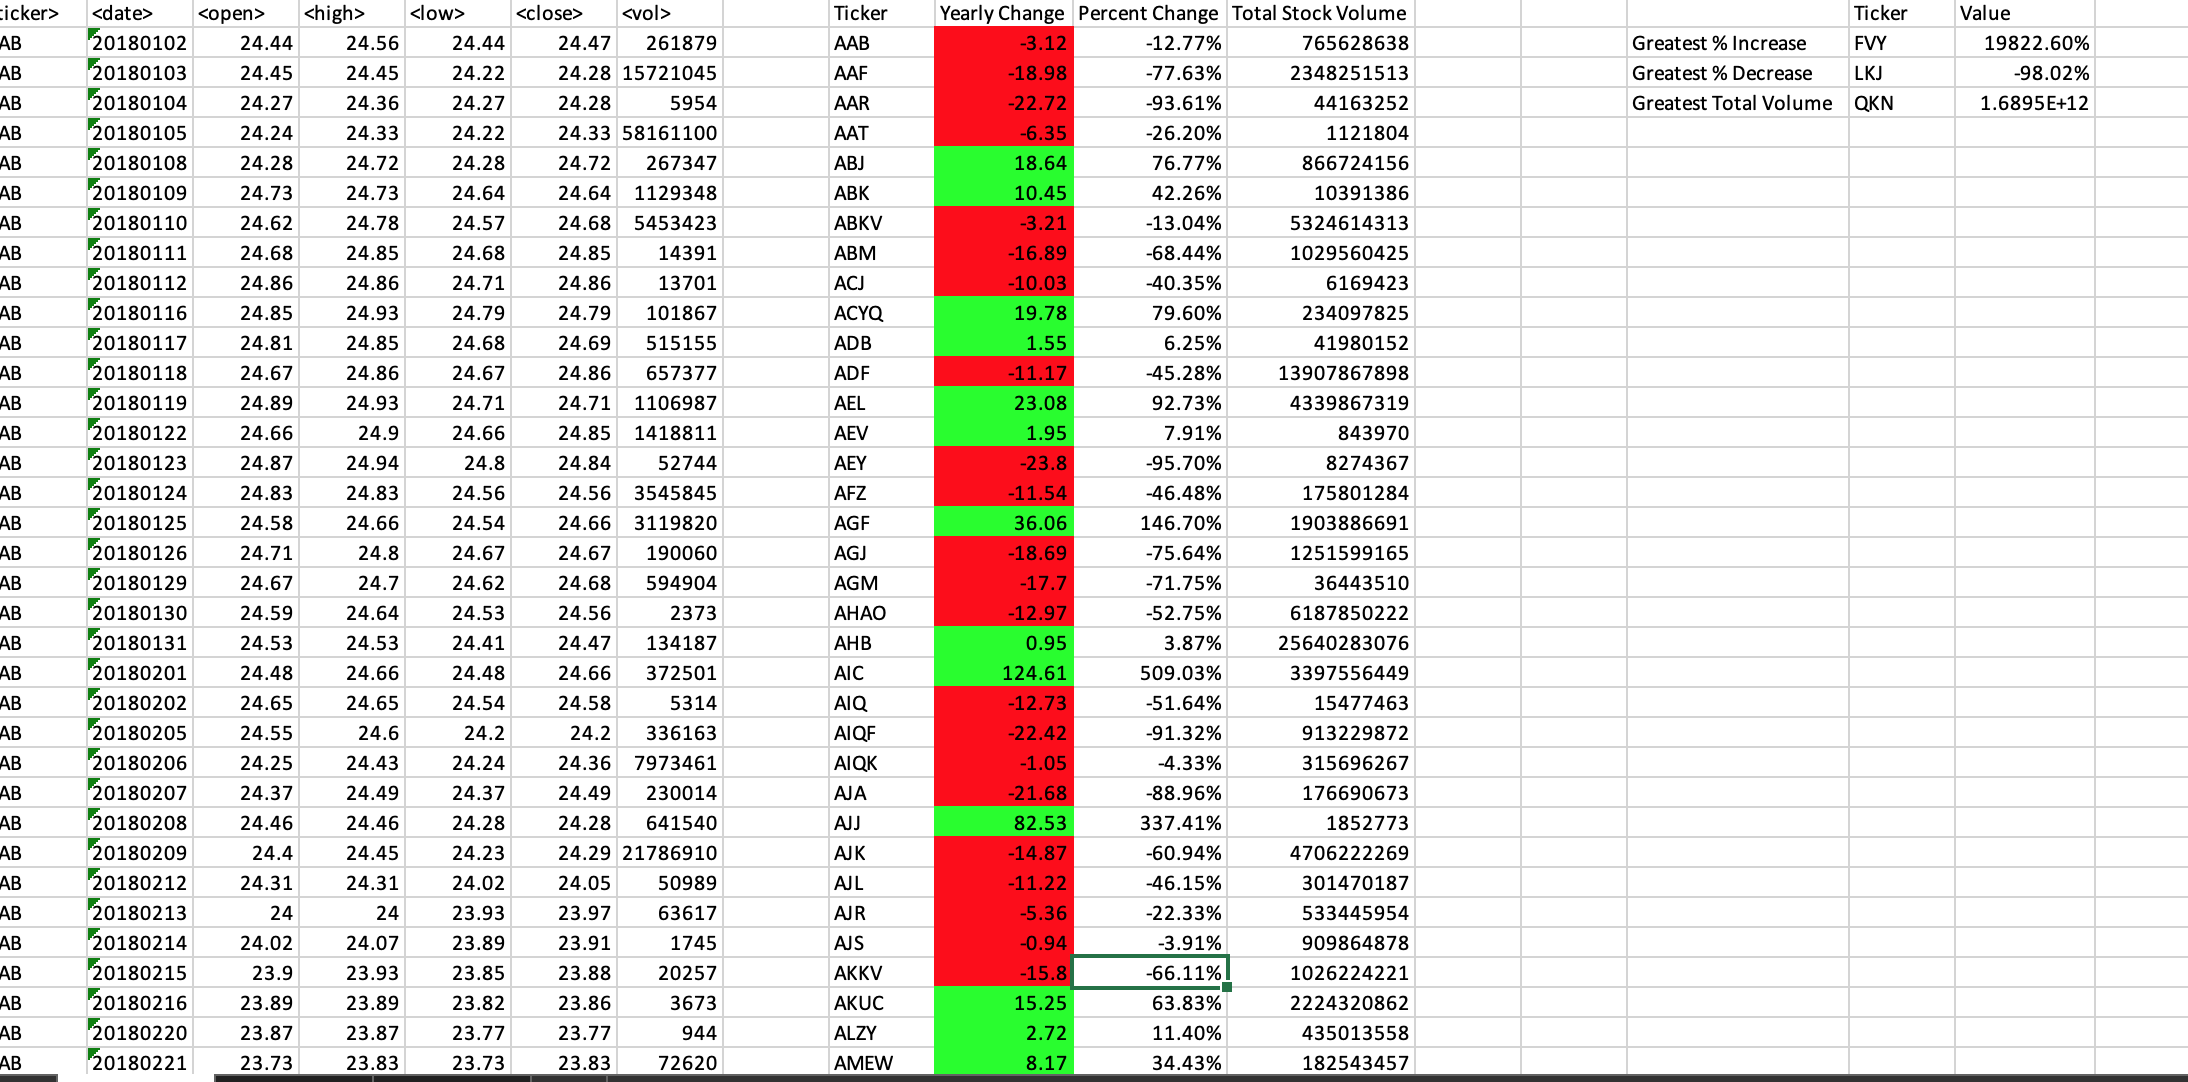 ticker> <date> <open> <high> <low> <close> <vol> Ticker Yearly Change Percent Change Total Stock Volume Ticker Value
AB 20180102 24.44 24.56 24.44 24.47 261879 AAB -3.12 -12.77% 765628638 Greatest % Increase FVY 19822.60%
AB 20180103 24.45 24.45 24.22 24.28 15721045 AAF -18.98 -77.63% 2348251513 Greatest % Decrease LKJ -98.02%
AB 20180104 24.27 24.36 24.27 24.28 5954 AAR -22.72 -93.61% 44163252 Greatest Total Volume QKN 1.6895E+12
AB 20180105 24.24 24.33 24.22 24.33 58161100 AAT -6.35 -26.20% 1121804
AB 20180108 24.28 24.72 24.28 24.72 267347 ABJ 18.64 76.77% 866724156
AB 20180109 24.73 24.73 24.64 24.64 1129348 ABK 10.45 42.26% 10391386
AB 20180110 24.62 24.78 24.57 24.68 5453423 ABKV -3.21 -13.04% 5324614313
AB 20180111 24.68 24.85 24.68 24.85 14391 ABM -16.89 -68.44% 1029560425
AB 20180112 24.86 24.86 24.71 24.86 13701 ACJ -10.03 -40.35% 6169423
AB 20180116 24.85 24.93 24.79 24.79 101867 ACYQ 19.78 79.60% 234097825
AB 20180117 24.81 24.85 24.68 24.69 515155 ADB 1.55 6.25% 41980152
AB 20180118 24.67 24.86 24.67 24.86 657377 ADF -11.17 -45.28% 13907867898
AB 20180119 24.89 24.93 24.71 24.71 1106987 AEL 23.08 92.73% 4339867319
AB 20180122 24.66 24.9 24.66 24.85 1418811 AEV 1.95 7.91% 843970
AB 20180123 24.87 24.94 24.8 24.84 52744 AEY -23.8 -95.70% 8274367
AB 20180124 24.83 24.83 24.56 24.56 3545845 AFZ -11.54 -46.48% 175801284
AB 20180125 24.58 24.66 24.54 24.66 3119820 AGF 36.06 146.70% 1903886691
AB 20180126 24.71 24.8 24.67 24.67 190060 AGJ -18.69 -75.64% 1251599165
AB 20180129 24.67 24.7 24.62 24.68 594904 AGM -17.7 -71.75% 36443510
AB 20180130 24.59 24.64 24.53 24.56 2373 AHAO -12.97 -52.75% 6187850222
AB 20180131 24.53 24.53 24.41 24.47 134187 AHB 0.95 3.87% 25640283076
AB 20180201 24.48 24.66 24.48 24.66 372501 AIC 124.61 509.03% 3397556449
AB 20180202 24.65 24.65 24.54 24.58 5314 AIQ -12.73 -51.64% 15477463
AB 20180205 24.55 24.6 24.2 24.2 336163 AIQF -22.42 -91.32% 913229872
AB 20180206 24.25 24.43 24.24 24.36 7973461 AIQK -1.05 -4.33% 315696267
AB 20180207 24.37 24.49 24.37 24.49 230014 AJA -21.68 -88.96% 176690673
AB 20180208 24.46 24.46 24.28 24.28 641540 AJJ 82.53 337.41% 1852773
AB 20180209 24.4 24.45 24.23 24.29 21786910 AJK -14.87 -60.94% 4706222269
AB 20180212 24.31 24.31 24.02 24.05 50989 AJL -11.22 -46.15% 301470187
AB 20180213 24 24 23.93 23.97 63617 AJR -5.36 -22.33% 533445954
AB 20180214 24.02 24.07 23.89 23.91 1745 AJS -0.94 -3.91% 909864878
AB 20180215 23.9 23.93 23.85 23.88 20257 AKKV -15.8 -66.11% 1026224221
AB 20180216 23.89 23.89 23.82 23.86 3673 AKUC 15.25 63.83% 2224320862
AB 20180220 23.87 23.87 23.77 23.77 944 ALZY 2.72 11.40% 435013558
AB 20180221 23.73 23.83 23.73 23.83 72620 AMEW 8.17 34.43% 182543457